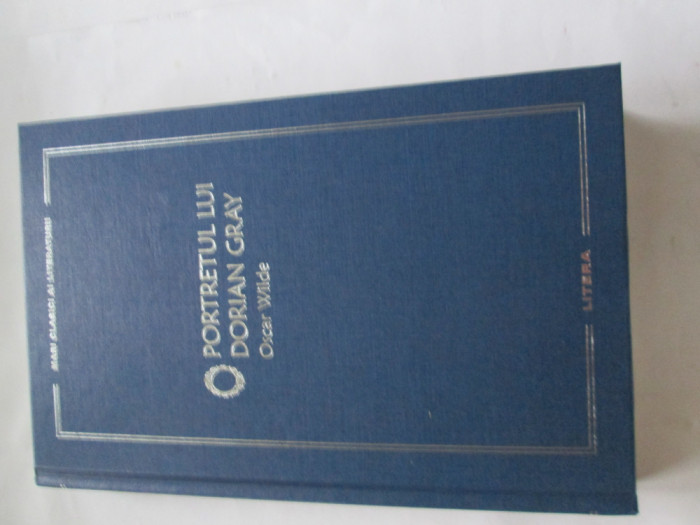 MARI CLASICI AI LITERATURII
PORTRETUL LUI
DORIAN GRAY
Oscar Wilde
LITERA